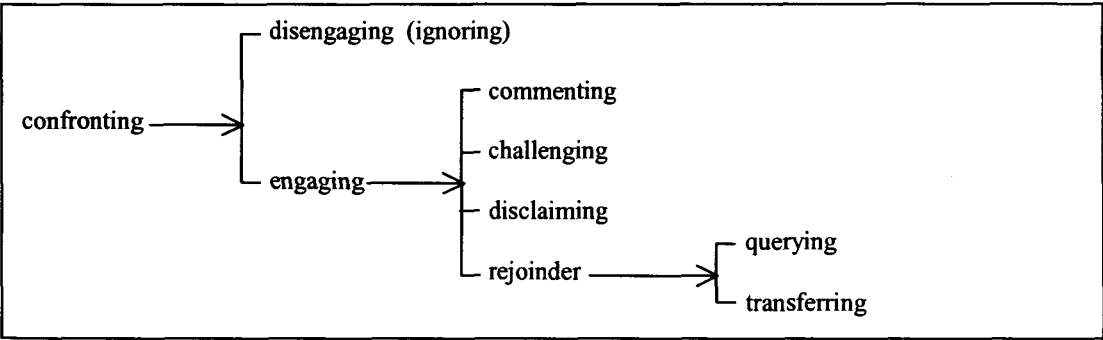 disengaging (ignoring)
commenting
confronting
challenging
engaging
disclaiming
querying
rejoinder
transferring